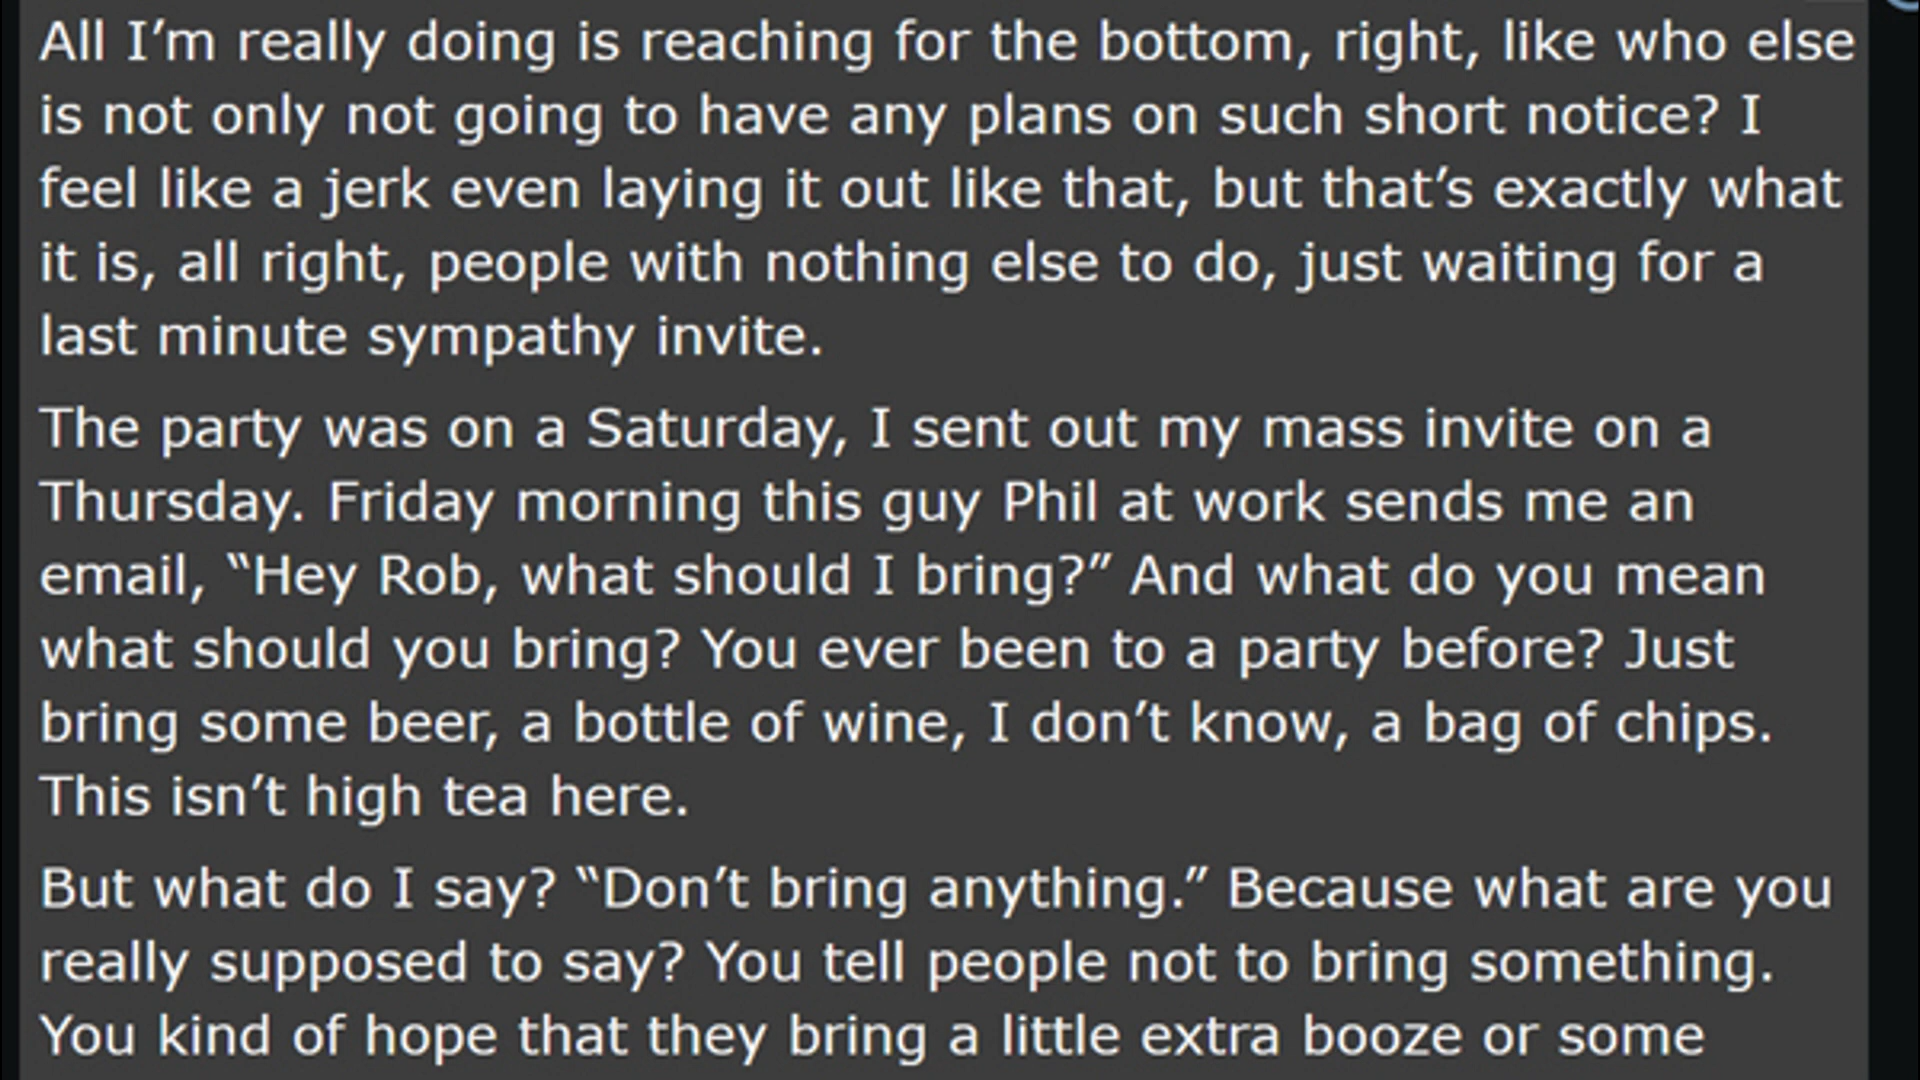 All I’m really doing is reaching for the bottom, right, like who else
is not only not going to have any plans on such short notice? I
feel like a jerk even laying it out like that, but that’s exactly what
it is, all right, people with nothing else to do, just waiting for a
last minute sympathy invite.
The party was on a Saturday, I sent out my mass invite on a
Thursday. Friday morning this guy Phil at work sends me an
email, “Hey Rob, what should I bring?” And what do you mean
what should you bring? You ever been to a party before? Just
bring some beer, a bottle of wine, I don’t know, a bag of chips.
This isn’t high tea here.
But what do I say? “Don’t bring anything.” Because what are you
really supposed to say? You tell people not to bring something.
You kind of hope that they bring a little extra booze or some